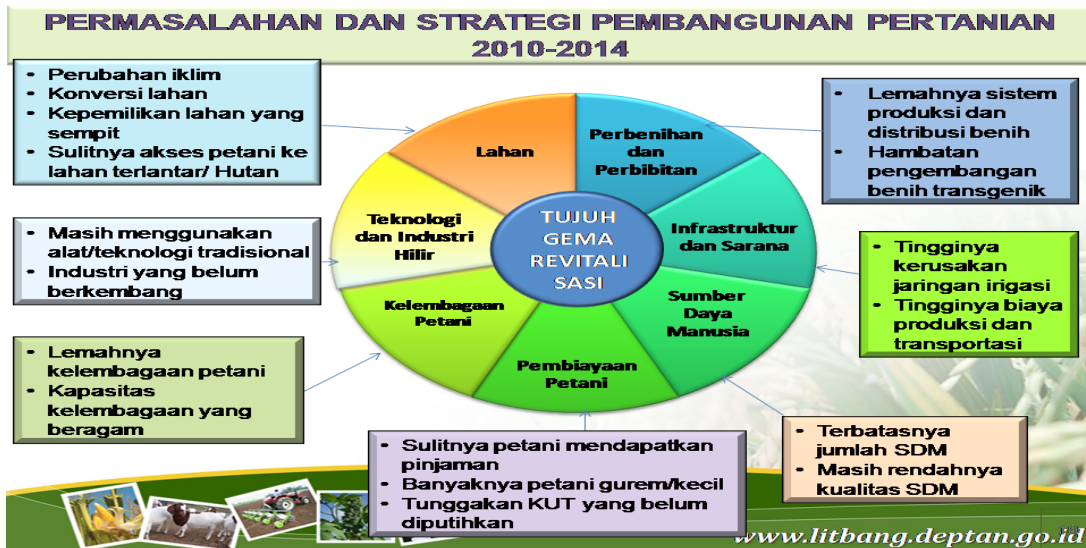 PERMASALAHAN DAN STRATEGI PEMBANGUNAN PERTANIAN
2010-2014
• Perubahan iklim
• Konversi lahan
• Kepemilikan lahan yang
sempit
• Sulitnya akses petani ke
lahan terlantar/ Hutan
• Masih menggunakan
alat/teknologi tradisional
• Industri yang belum
berkembang
• Lemahnya
kelembagaan petani
• Kapasitas
kelembagaan yang
beragam
Lahan
Perbenihan
dan
Perbibitan
Teknologi
dan Industri
Hilir
Infrastruktur
dan Sarana
Kelembagaan
Petani
Sumber
Daya
Manusia
Pembiayaan
Petani
TUJUH
GEMA
REVITALI
SASI
• Lemahnya sistem
produksi dan
distribusi benih
• Hambatan
pengembangan
benih transgenik
• Tingginya
kerusakan
jaringan irigasi
• Tingginya biaya
produksi dan
transportasi
• Terbatasnya
jumlah SDM
• Masih rendahnya
kualitas SDM
• Sulitnya petani mendapatkan
pinjaman
• Banyaknya petani gurem/kecil
• Tunggakan KUT yang belum
diputihkan
www.litbang.deptan.go.id